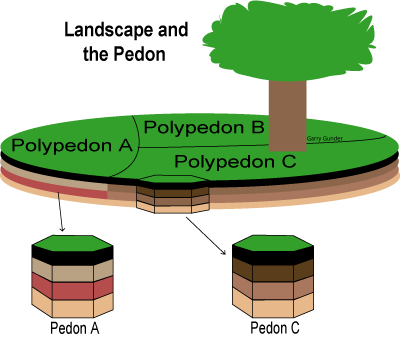 Landscape and
the Pedon
Polypedon B
Polypedon A
Garry Gunder
Polypedon C
Pedon A
Pedon C